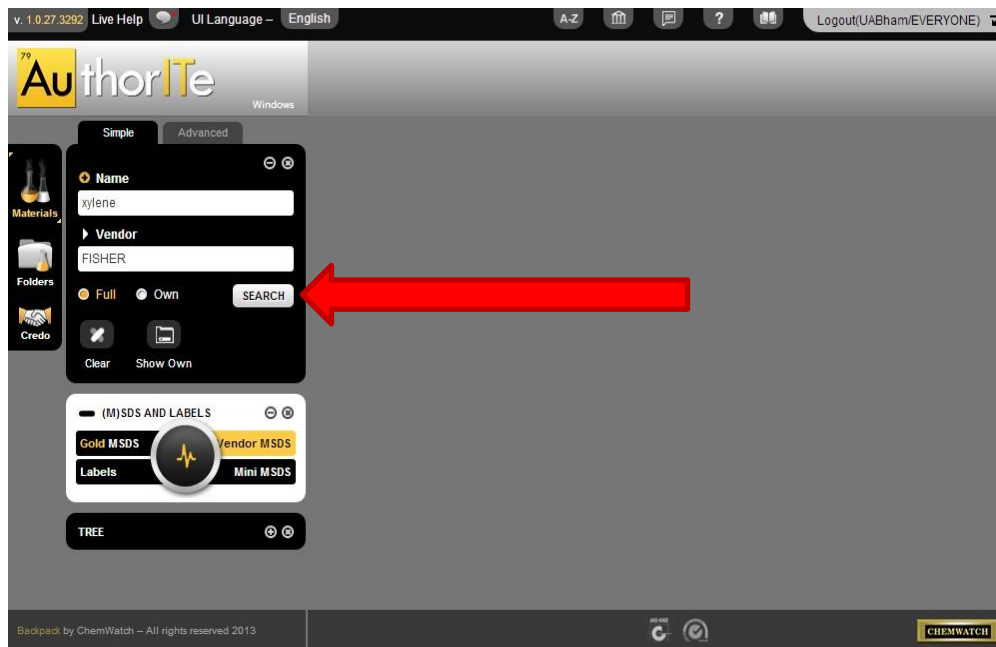 v. 1.0.27.3292 Live Help UI Language – English A-Z ? Logout(UABham/EVERYONE)
79
AuthorITe
Windows
Simple Advanced
Name
xylene
Materials
Vendor
FISHER
Folders
Full Own SEARCH
Credo
Clear Show Own
(M)SDS AND LABELS
Gold MSDS Vendor MSDS
Labels Mini MSDS
TREE
Backpack by ChemWatch – All rights reserved 2013
CHEMWATCH